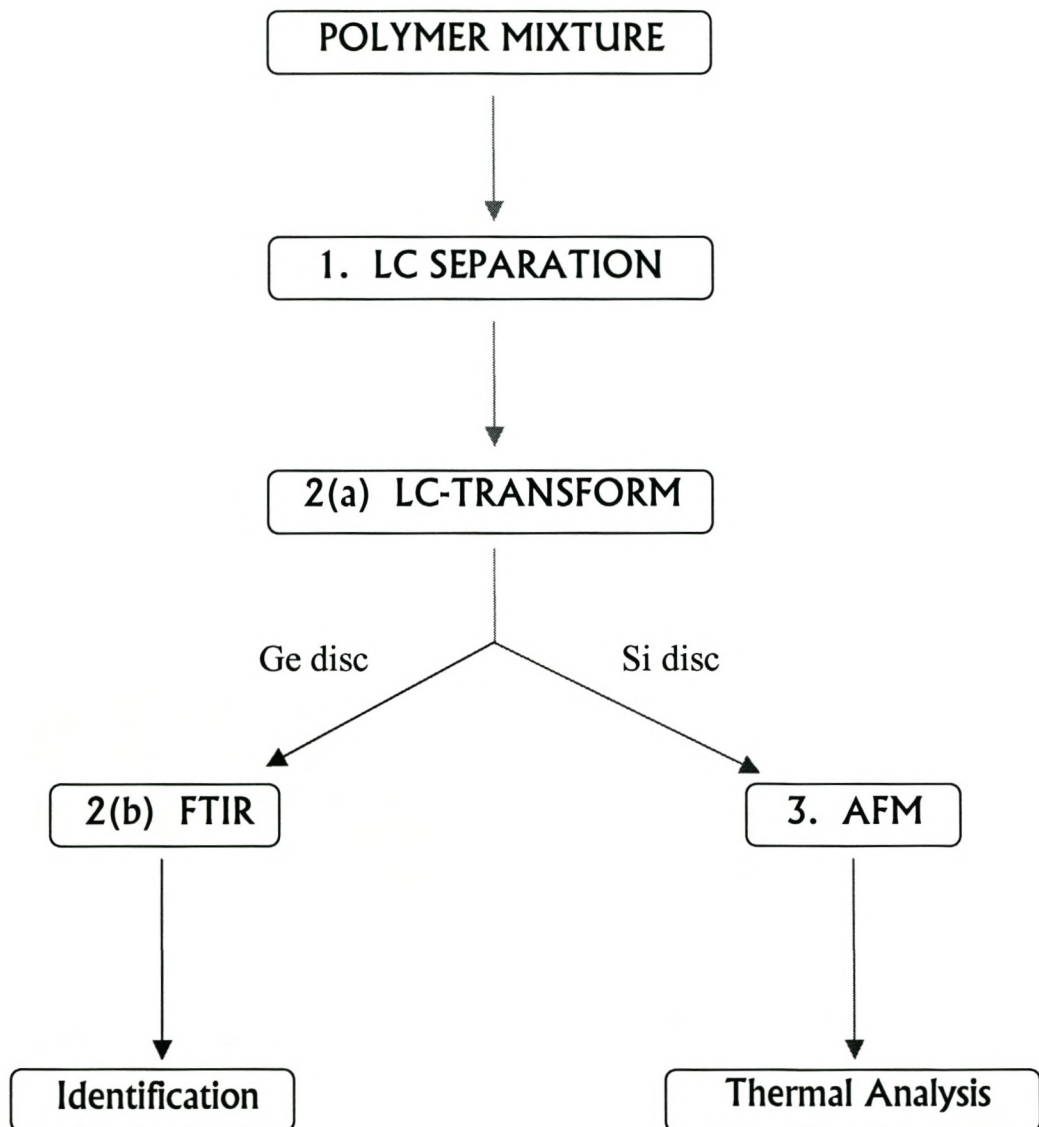 POLYMER MIXTURE
1. LC SEPARATION
2(a) LC-TRANSFORM
Ge disc
Si disc
2(b) FTIR
3. AFM
Identification
Thermal Analysis